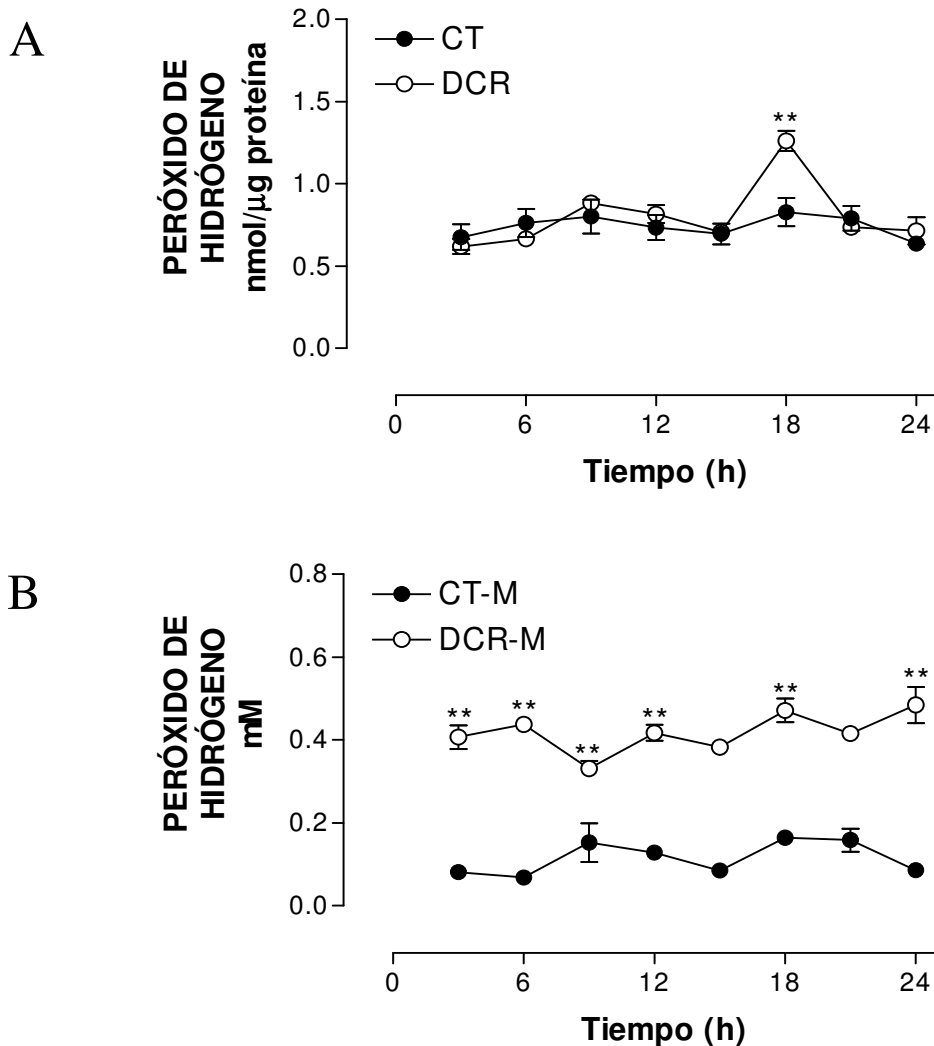 A
PERÓXIDO DE
HIDRÓGENO
nmol/µg proteína
2.0
1.5
1.0
0.5
0.0
CT
DCR
**
0 6 12 18 24
Tiempo (h)
B
PERÓXIDO DE
HIDRÓGENO
mM
0.8
0.6
0.4
0.2
0.0
CT-M
DCR-M
** ** ** ** ** **
0 6 12 18 24
Tiempo (h)